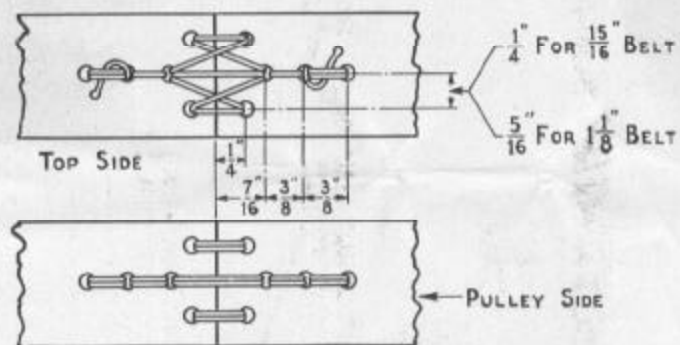 1/4" FOR 15/16" BELT
5/16" FOR 1 1/8" BELT
TOP SIDE
1/4"
7/16" 3/8" 3/8"
PULLEY SIDE